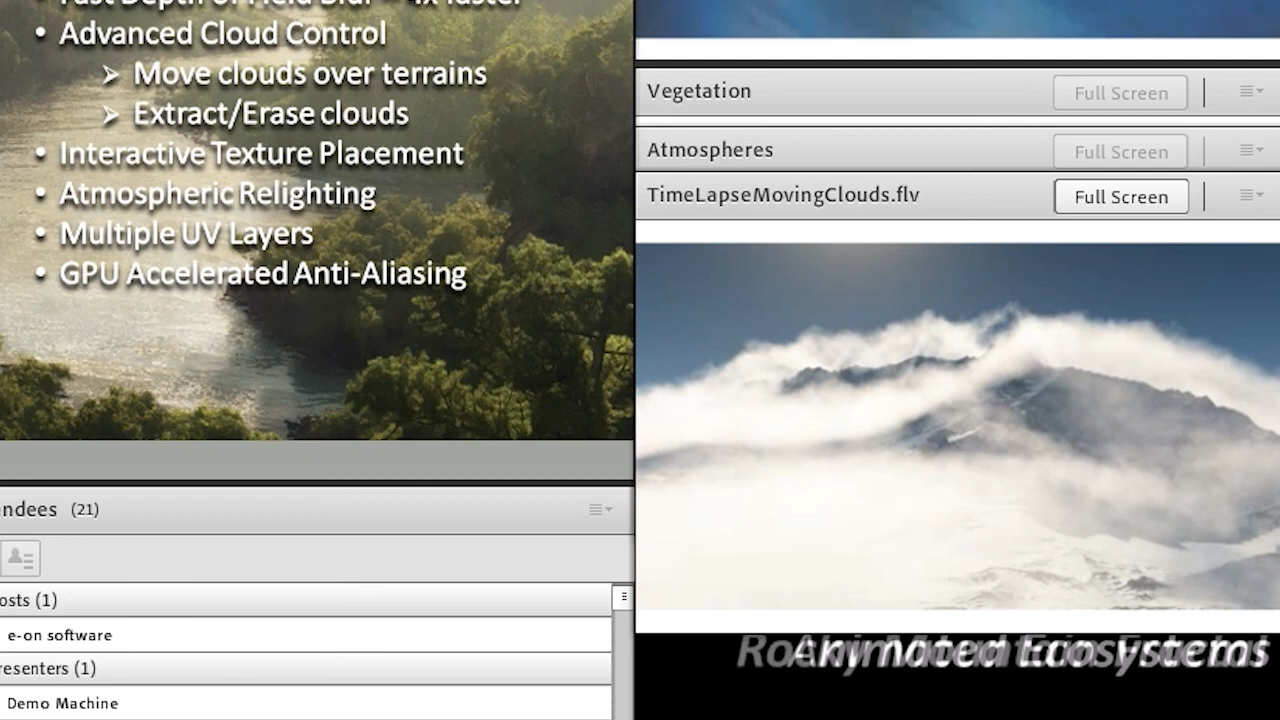 • Advanced Cloud Control
➢ Move clouds over terrains
➢ Extract/Erase clouds
• Interactive Texture Placement
• Atmospheric Relighting
• Multiple UV Layers
• GPU Accelerated Anti-Aliasing
ndees (21)
osts (1)
e-on software
resenters (1)
Demo Machine
Vegetation Full Screen
Atmospheres Full Screen
TimeLapseMovingClouds.flv Full Screen